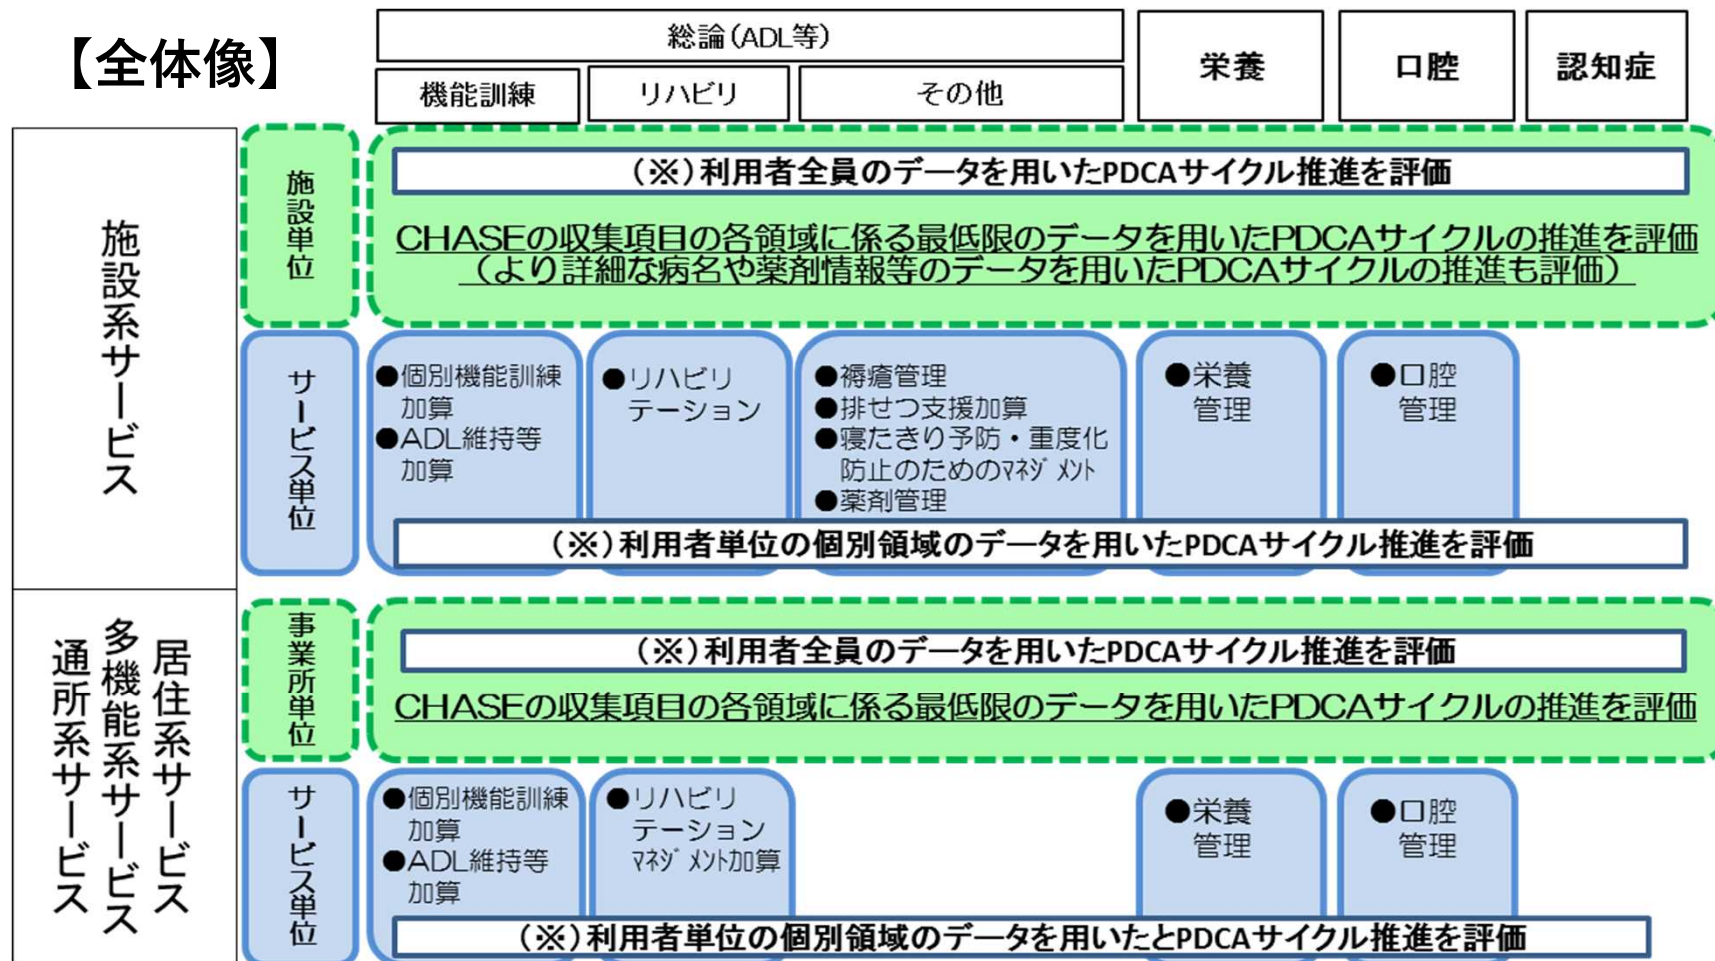 【全体像】
総論(ADL等)
機能訓練
リハビリ
その他
栄養
口腔
認知症
施設系サービス
施設単位
(※)利用者全員のデータを用いたPDCAサイクル推進を評価
CHASEの収集項目の各領域に係る最低限のデータを用いたPDCAサイクルの推進を評価
(より詳細な病名や薬剤情報等のデータを用いたPDCAサイクルの推進も評価)
サービス単位
●個別機能訓練
加算
●ADL維持等
加算
●リハビリ
テーション
●褥瘡管理
●排せつ支援加算
●寝たきり予防・重度化
防止のためのマネジメント
●薬剤管理
●栄養
管理
●口腔
管理
(※)利用者単位の個別領域のデータを用いたPDCAサイクル推進を評価
居住系サービス
多機能系サービス
通所系サービス
事業所単位
(※)利用者全員のデータを用いたPDCAサイクル推進を評価
CHASEの収集項目の各領域に係る最低限のデータを用いたPDCAサイクルの推進を評価
サービス単位
●個別機能訓練
加算
●ADL維持等
加算
●リハビリ
テーション
マネジメント加算
●栄養
管理
●口腔
管理
(※)利用者単位の個別領域のデータを用いたとPDCAサイクル推進を評価